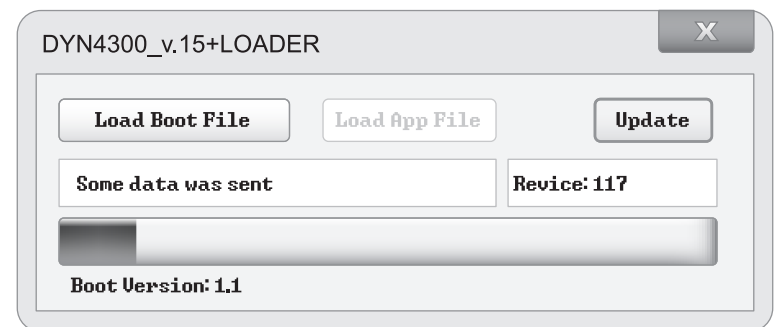 DYN4300_v.15+LOADER
X
Load Boot File Load App File Update
Some data was sent Revice: 117
Boot Version: 1.1